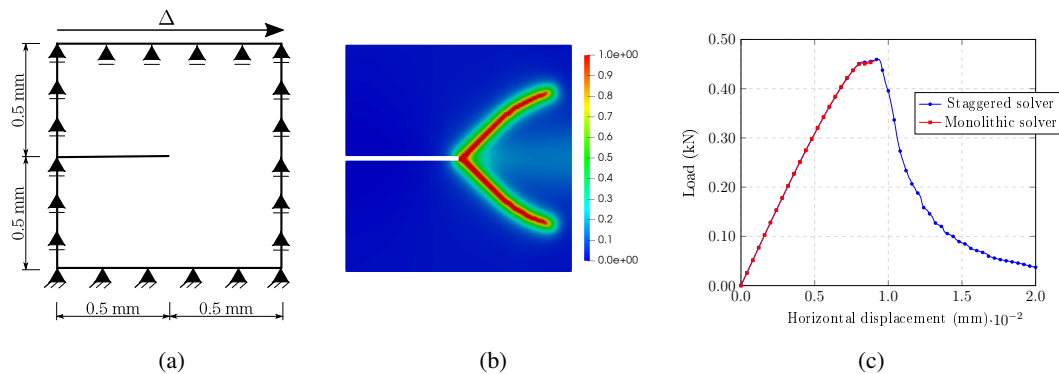 Δ
0.5 mm
0.5 mm
0.5 mm
0.5 mm
(a)
1.0e+00
0.9
0.8
0.7
0.6
0.5
0.4
0.3
0.2
0.1
0.0e+00
(b)
0.50
0.40
0.30
0.20
0.10
0.00
Load (kN)
Staggered solver
Monolithic solver
0.0
0.5
1.0
1.5
2.0
Horizontal displacement (mm)·10⁻²
(c)